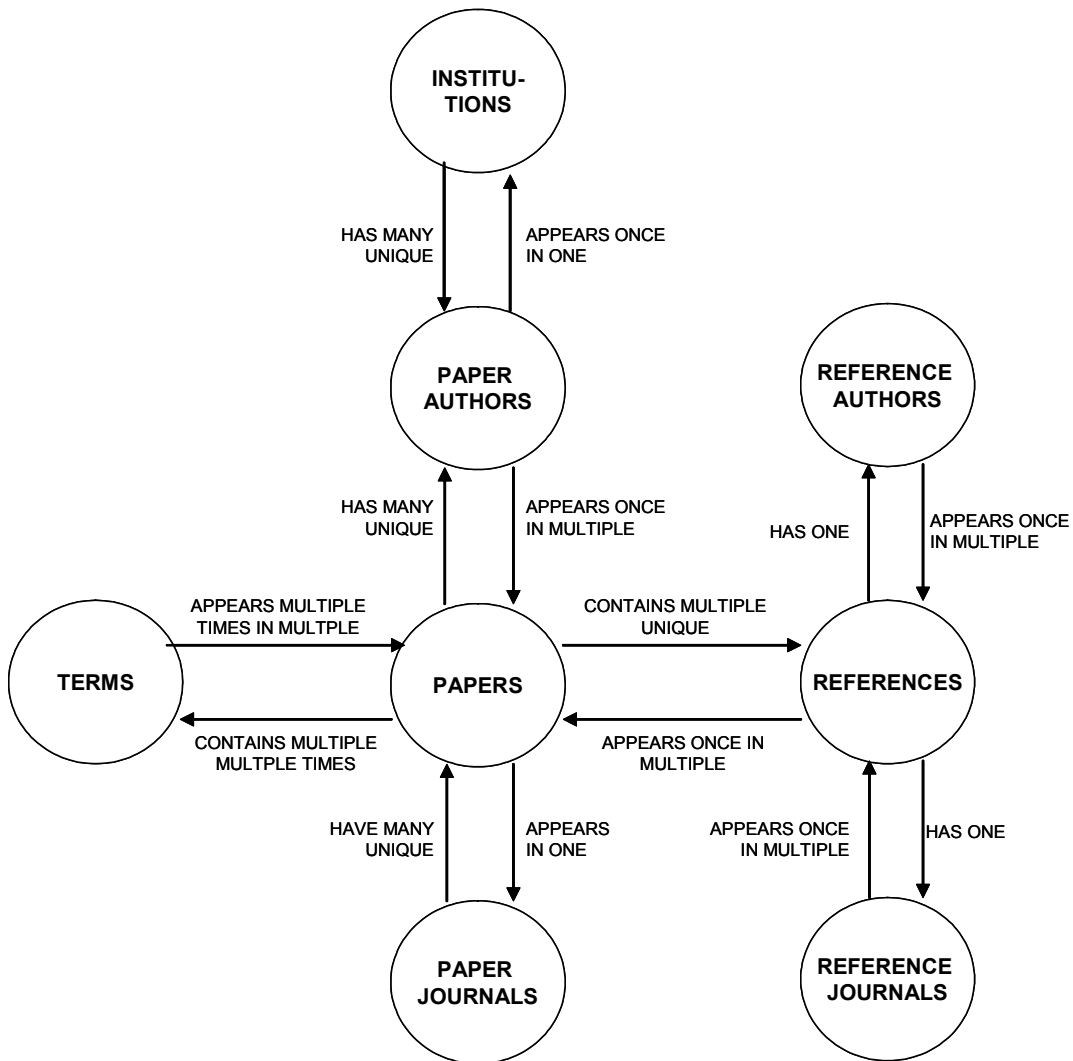 INSTITU-
TIONS
HAS MANY
UNIQUE
APPEARS ONCE
IN ONE
PAPER
AUTHORS
REFERENCE
AUTHORS
HAS MANY
UNIQUE
APPEARS ONCE
IN MULTIPLE
HAS ONE
APPEARS ONCE
IN MULTIPLE
APPEARS MULTIPLE
TIMES IN MULTPLE
CONTAINS MULTIPLE
UNIQUE
TERMS
PAPERS
REFERENCES
CONTAINS MULTIPLE
MULTPLE TIMES
APPEARS ONCE IN
MULTIPLE
HAVE MANY
UNIQUE
APPEARS
IN ONE
APPEARS ONCE
IN MULTIPLE
HAS ONE
PAPER
JOURNALS
REFERENCE
JOURNALS